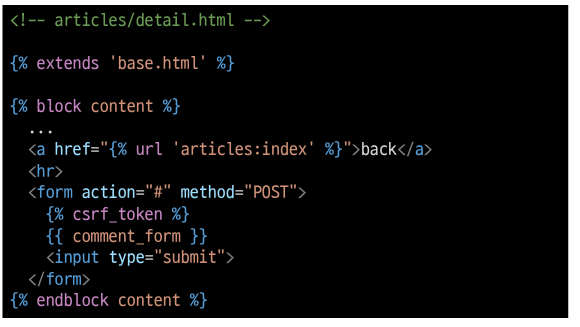 <!-- articles/detail.html -->
{% extends 'base.html' %}
{% block content %}
...
<a href="{% url 'articles:index' %}">back</a>
<hr>
<form action="#" method="POST">
{% csrf_token %}
{{ comment_form }}
<input type="submit">
</form>
{% endblock content %}